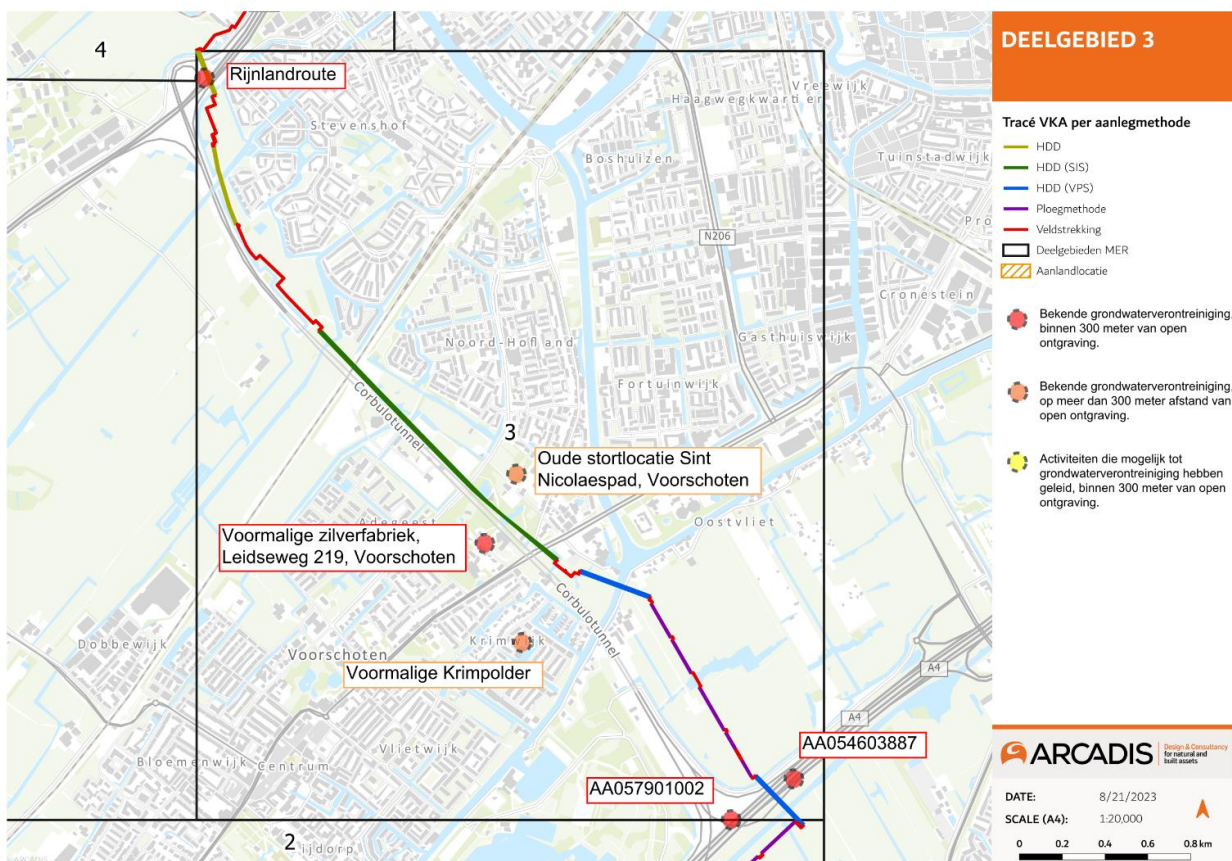 4
Rijnlandroute
Stevenshof
Haagwegkwartier
Vreewijk
Boshuizen
Tuinstadwijk
N206
Cronestein
Noord-Hofland
Gasthuiswijk
Fortuinwijk
Corbulotunnel
3
Oude stortlocatie Sint
Nicolaespad, Voorschoten
Oostvliet
Adegeest
Voormalige zilverfabriek,
Leidseweg 219, Voorschoten
Corbulotunnel
Dobbewijk
Krimwijk
Voorschoten
Voormalige Krimpolder
A4
A4
Vlietwijk
AA054603887
Bloemenwijk
Centrum
AA057901002
2
ijdorp
© ARCADIS
DEELGEBIED 3
Tracé VKA per aanlegmethode
HDD
HDD (SIS)
HDD (VPS)
Ploegmethode
Veldstrekking
Deelgebieden MER
Aanlandlocatie
Bekende grondwaterverontreiniging
binnen 300 meter van open
ontgraving.
Bekende grondwaterverontreiniging
op meer dan 300 meter afstand van
open ontgraving.
Activiteiten die mogelijk tot
grondwaterverontreiniging hebben
geleid, binnen 300 meter van open
ontgraving.
ARCADIS
Design & Consultancy
for natural and
built assets
DATE: 8/21/2023
SCALE (A4): 1:20,000
0 0.2 0.4 0.6 0.8 km